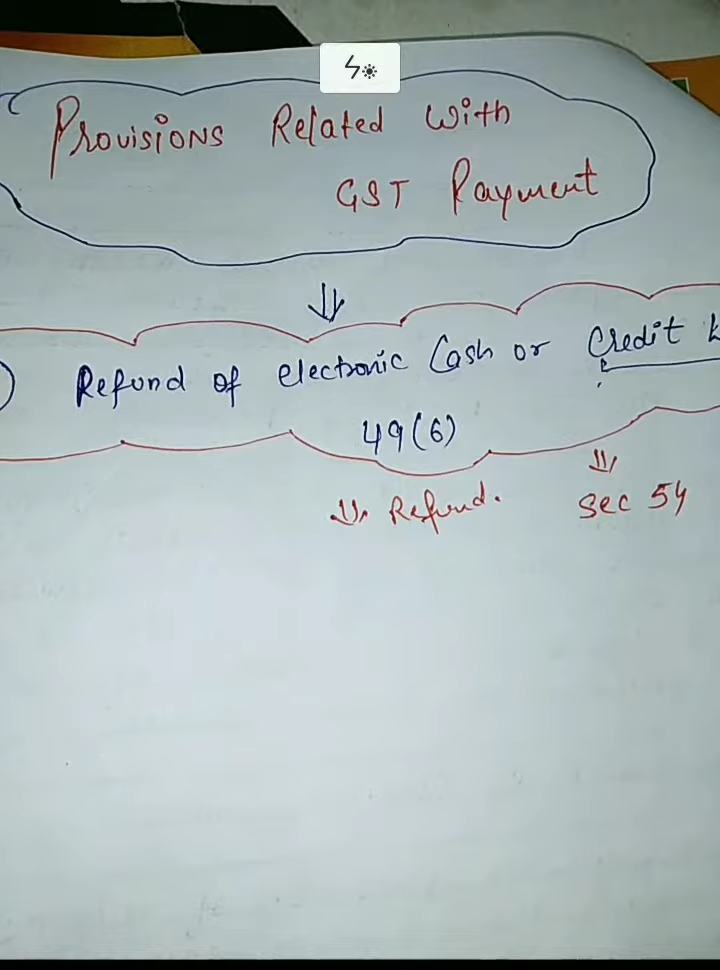 Provisions Related With
GST Payment
Refund of electronic Cash or Credit
49(6)
Refund. Sec 54